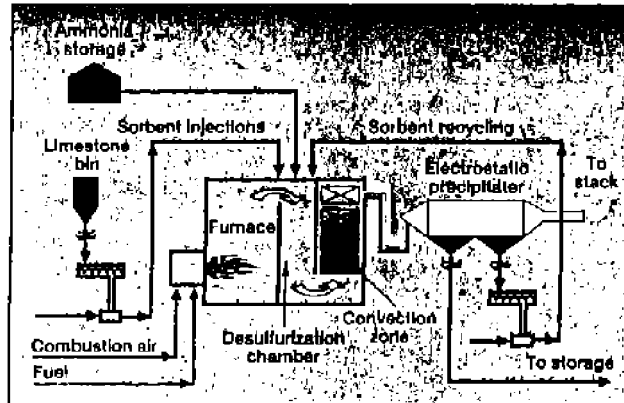 Ammonia
storage
Sorbent injections
Sorbent recycling
Limestone
bin
Electrostatic
precipitater
To
stack
Furnace
Convection
zone
Desulfurization
chamber
Combustion air
Fuel
To storage